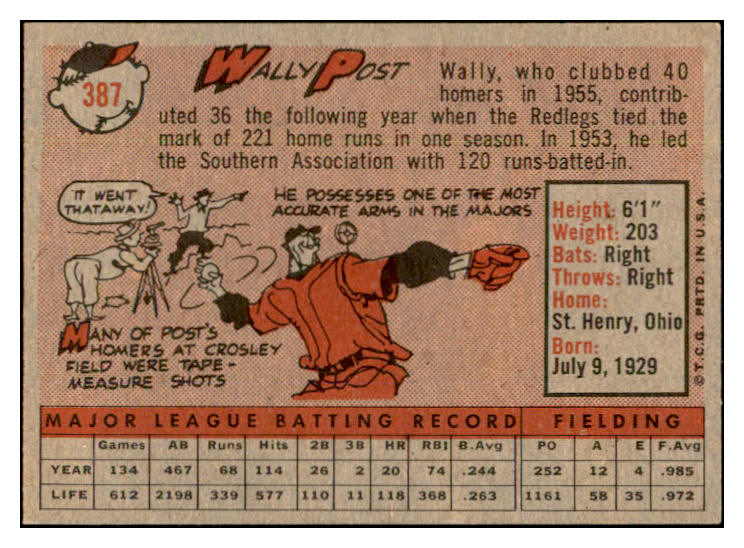 387
WALLY POST
Wally, who clubbed 40
homers in 1955, contrib-
uted 36 the following year when the Redlegs tied the
mark of 221 home runs in one season. In 1953, he led
the Southern Association with 120 runs-batted-in.
"IT WENT
THATAWAY!"
HE POSSESSES ONE OF THE MOST
ACCURATE ARMS IN THE MAJORS
MANY OF POST'S
HOMERS AT CROSLEY
FIELD WERE TAPE-
MEASURE SHOTS
Height: 6'1"
Weight: 203
Bats: Right
Throws: Right
Home:
St. Henry, Ohio
Born:
July 9, 1929
©T.C.G. PRTD. IN U.S.A.
MAJOR LEAGUE BATTING RECORD FIELDING
Games AB Runs Hits 2B 3B HR RBI B.Avg PO A E F.Avg
YEAR 134 467 68 114 26 2 20 74 .244 252 12 4 .985
LIFE 612 2198 339 577 110 11 118 368 .263 1161 58 35 .972